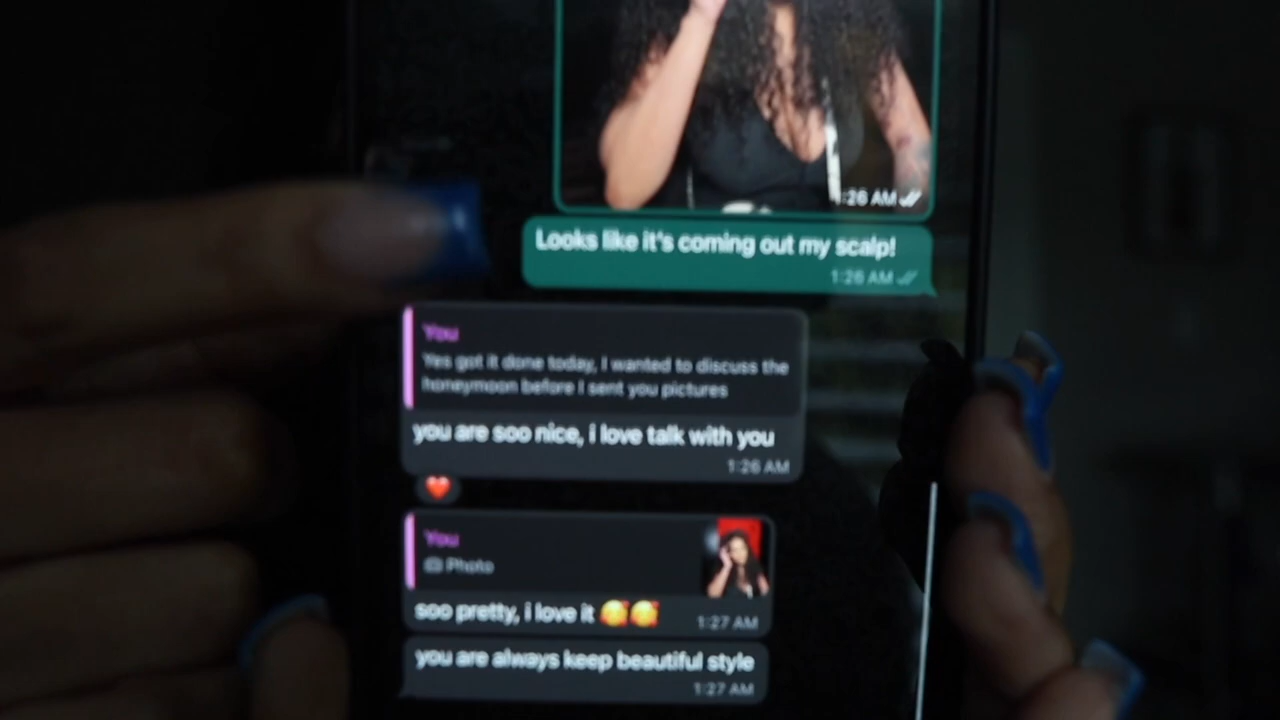 1:26 AM
Looks like it's coming out my scalp!
1:26 AM
You
Yes got it done today, I wanted to discuss the
honeymoon before I sent you pictures
you are soo nice, i love talk with you
1:26 AM
You
Photo
soo pretty, i love it 🥰🥰
1:27 AM
you are always keep beautiful style
1:27 AM